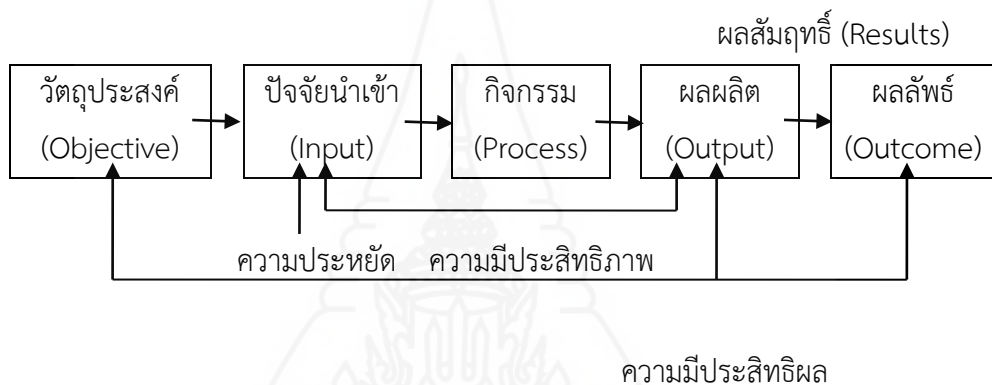 ผลสัมฤทธิ์ (Results)
วัตถุประสงค์
(Objective)
ปัจจัยนำเข้า
(Input)
กิจกรรม
(Process)
ผลผลิต
(Output)
ผลลัพธ์
(Outcome)
ความประหยัด
ความมีประสิทธิภาพ
ความมีประสิทธิผล